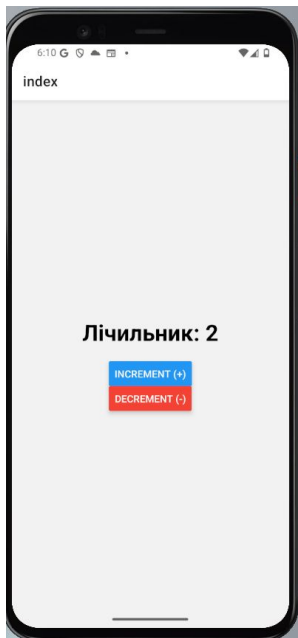 6:10 G
index
Лічильник: 2
INCREMENT (+)
DECREMENT (-)